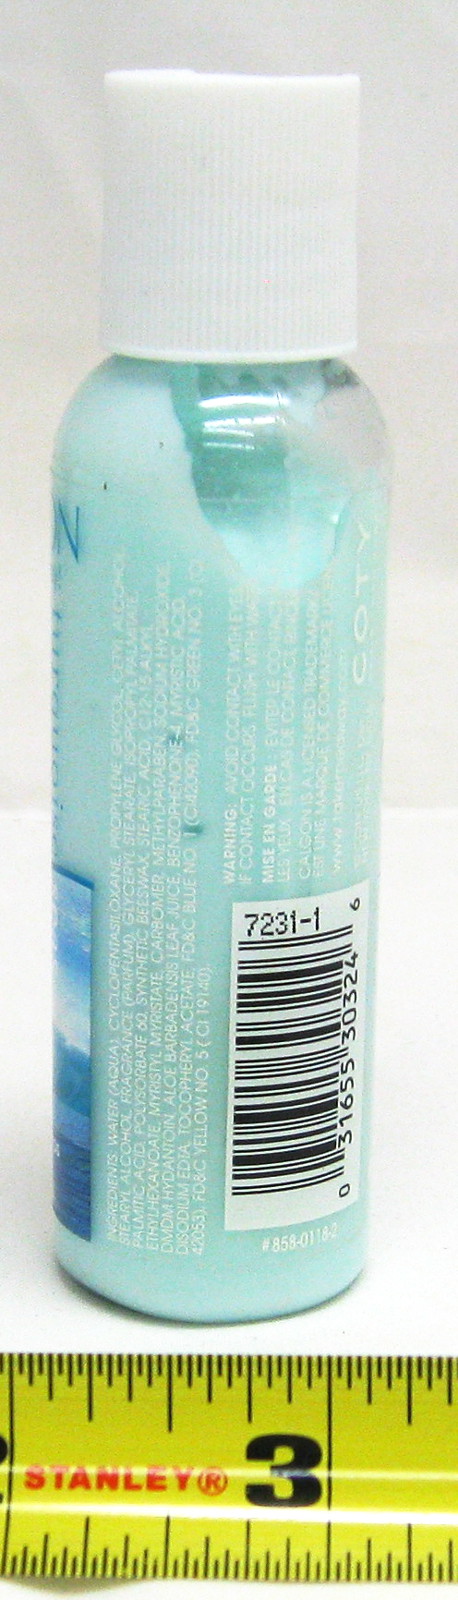 INGREDIENTS: WATER (AQUA), CYCLOPENTASILOXANE, PROPYLENE GLYCOL, CETYL ALCOHOL,
STEARYL ALCOHOL, FRAGRANCE (PARFUM), GLYCERYL STEARATE, ISOPROPYL PALMITATE,
PALMITIC ACID, POLYSORBATE 60, SYNTHETIC BEESWAX, STEARIC ACID, C12-15 ALKYL
ETHYLHEXANOATE, MYRISTYL MYRISTATE, CARBOMER, METHYLPARABEN, SODIUM HYDROXIDE,
DMDM HYDANTOIN, ALOE BARBADENSIS LEAF JUICE, BENZOPHENONE-4, MYRISTIC ACID,
DISODIUM EDTA, TOCOPHERYL ACETATE, FD&C BLUE NO. 1 (CI 42090), FD&C GREEN NO. 3 (CI
42053), FD&C YELLOW NO. 5 (CI 19140).
WARNING: AVOID CONTACT WITH EYES
IF CONTACT OCCURS, FLUSH WITH
MISE EN GARDE: EVITER LE CONTACT
LES YEUX. EN CAS DE CONTACT,
CALGON IS A LICENSED TRADEMARK
EST UNE MARQUE DE COMMERCE
COTY
7231-1
0 31655 30324 6
#858-0118-2
STANLEY®
3